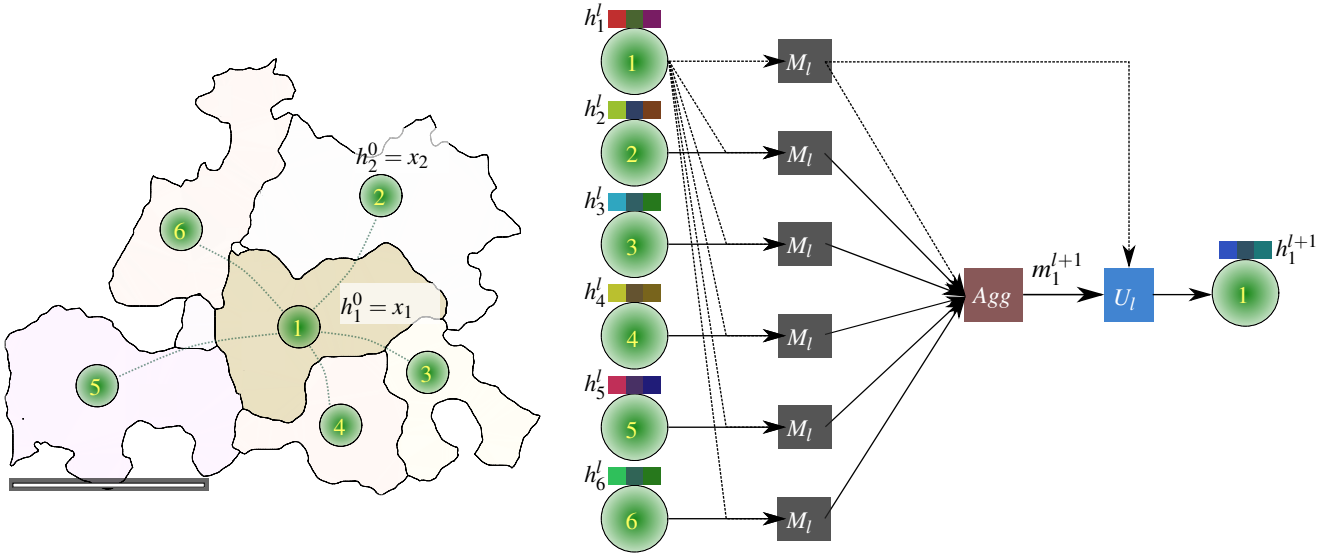 h_2^0 = x_2
2
6
h_1^0 = x_1
1
3
5
4
h_1^l
1
M_l
h_2^l
2
M_l
h_3^l
3
M_l
h_4^l
4
M_l
h_5^l
5
M_l
h_6^l
6
M_l
Agg
m_1^{l+1}
U_l
h_1^{l+1}
1